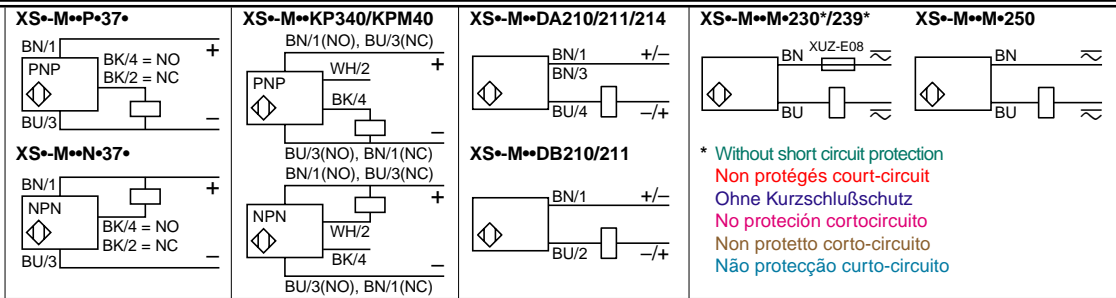 XS•-M••P•37•
BN/1
+
PNP
BK/4 = NO
BK/2 = NC
BU/3
–
XS•-M••N•37•
BN/1
+
NPN
BK/4 = NO
BK/2 = NC
BU/3
–
XS•-M••KP340/KPM40
BN/1(NO), BU/3(NC)
+
PNP
WH/2
BK/4
–
BU/3(NO), BN/1(NC)
BN/1(NO), BU/3(NC)
+
NPN
WH/2
BK/4
–
BU/3(NO), BN/1(NC)
XS•-M••DA210/211/214
BN/1 +/–
BN/3
BU/4 –/+
XS•-M••DB210/211
BN/1 +/–
BU/2 –/+
XS•-M••M•230*/239*
BN XUZ-E08
BU
XS•-M••M•250
BN
BU
* Without short circuit protection
Non protégés court-circuit
Ohne Kurzschlußschutz
No proteción cortocircuito
Non protetto corto-circuito
Não protecção curto-circuito